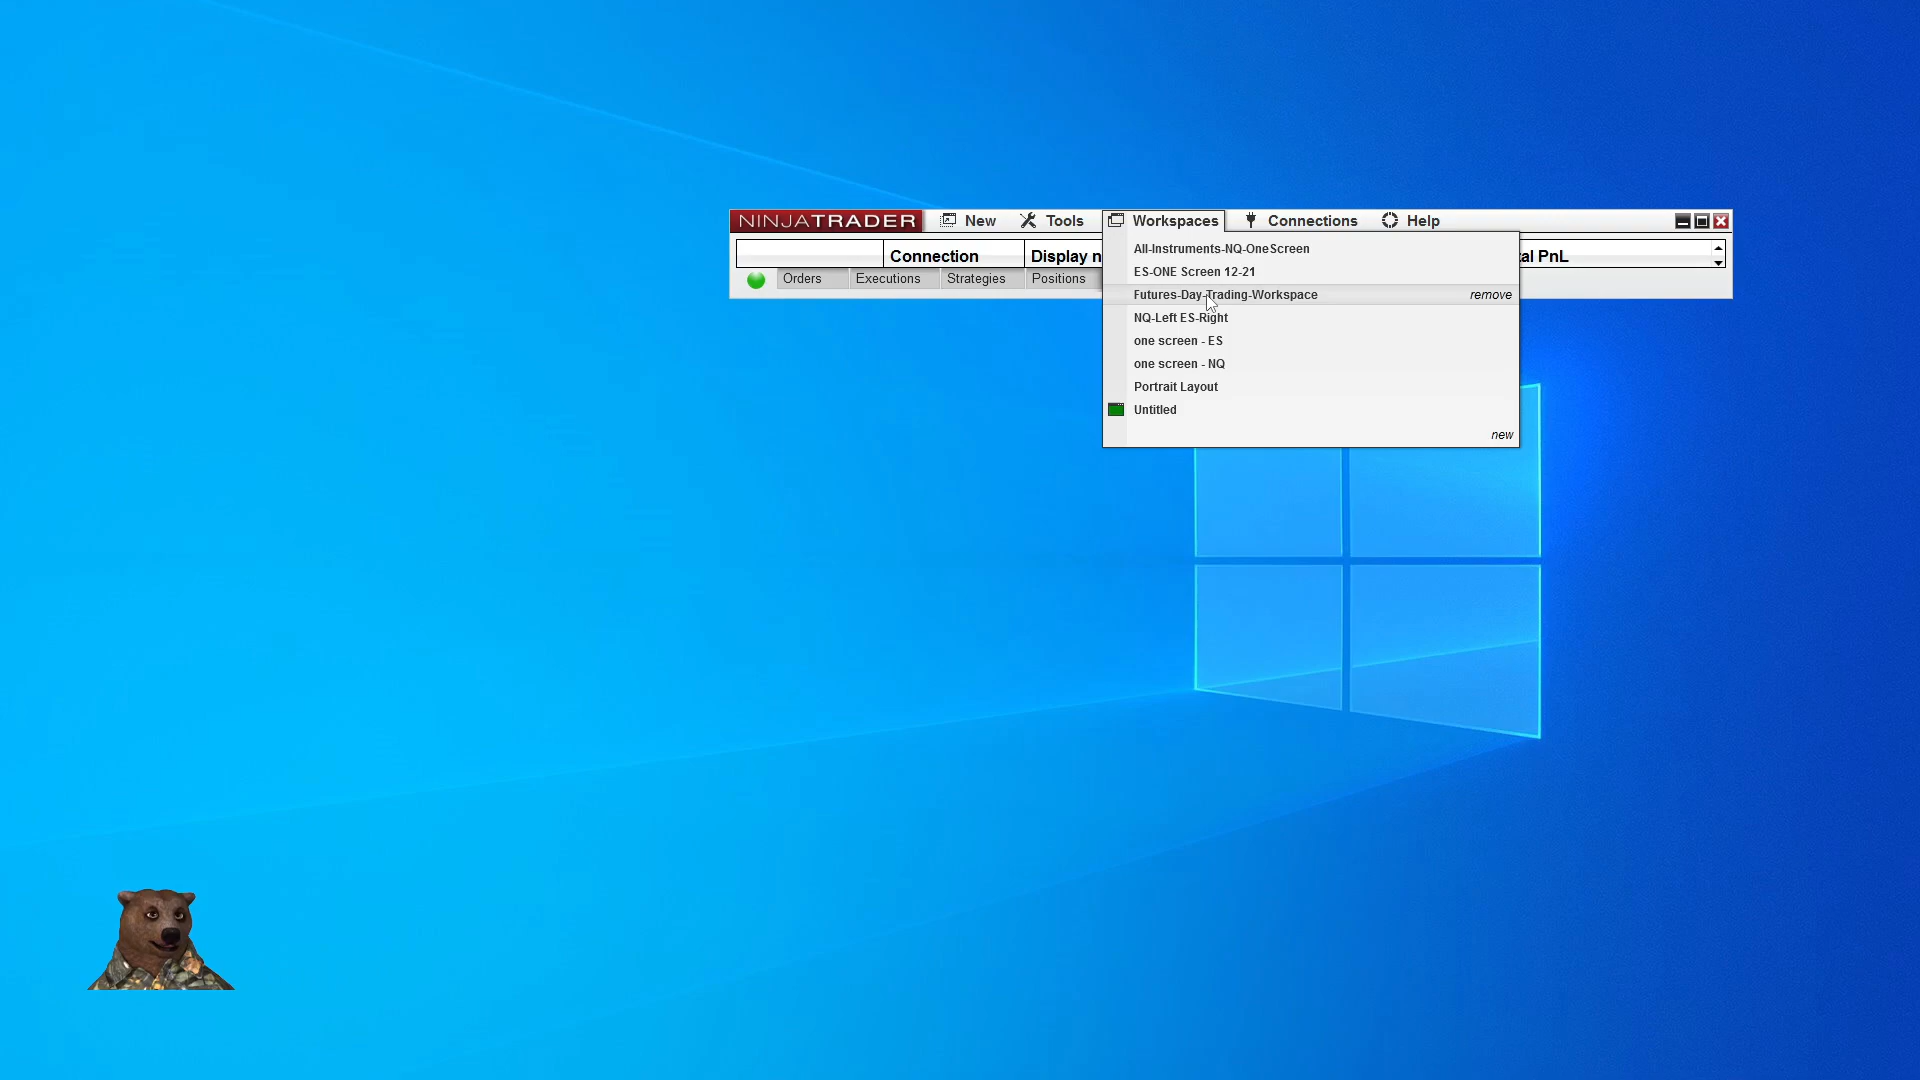 NINJATRADER New Tools Workspaces Connections Help
Connection Display n al PnL
Orders Executions Strategies Positions
All-Instruments-NQ-OneScreen
ES-ONE Screen 12-21
Futures-Day-Trading-Workspace remove
NQ-Left ES-Right
one screen - ES
one screen - NQ
Portrait Layout
Untitled
new